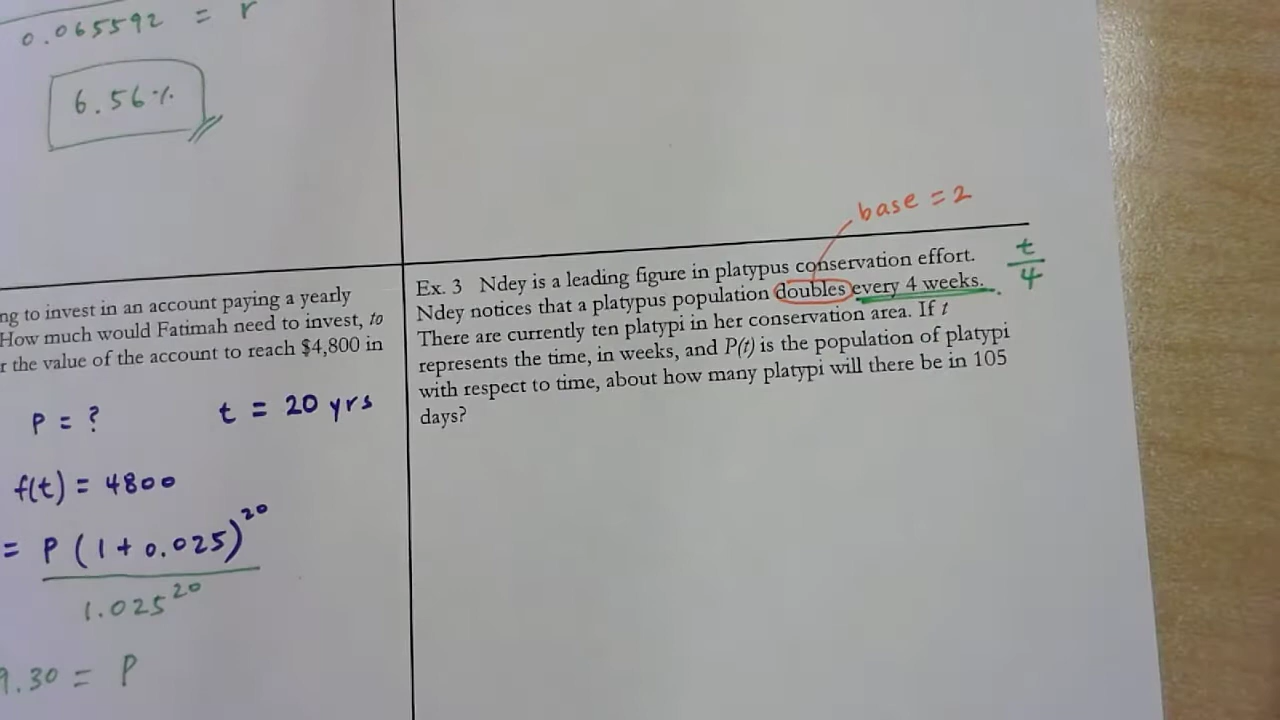 0.065592 = r
6.56%
base = 2
ng to invest in an account paying a yearly
How much would Fatimah need to invest, to
r the value of the account to reach $4,800 in
P = ?
t = 20 yrs
f(t) = 4800
= P (1 + 0.025)^20
1.025^20
9.30 = P
Ex. 3 Ndey is a leading figure in platypus conservation effort.
Ndey notices that a platypus population doubles every 4 weeks.
t/4
There are currently ten platypi in her conservation area. If t
represents the time, in weeks, and P(t) is the population of platypi
with respect to time, about how many platypi will there be in 105
days?